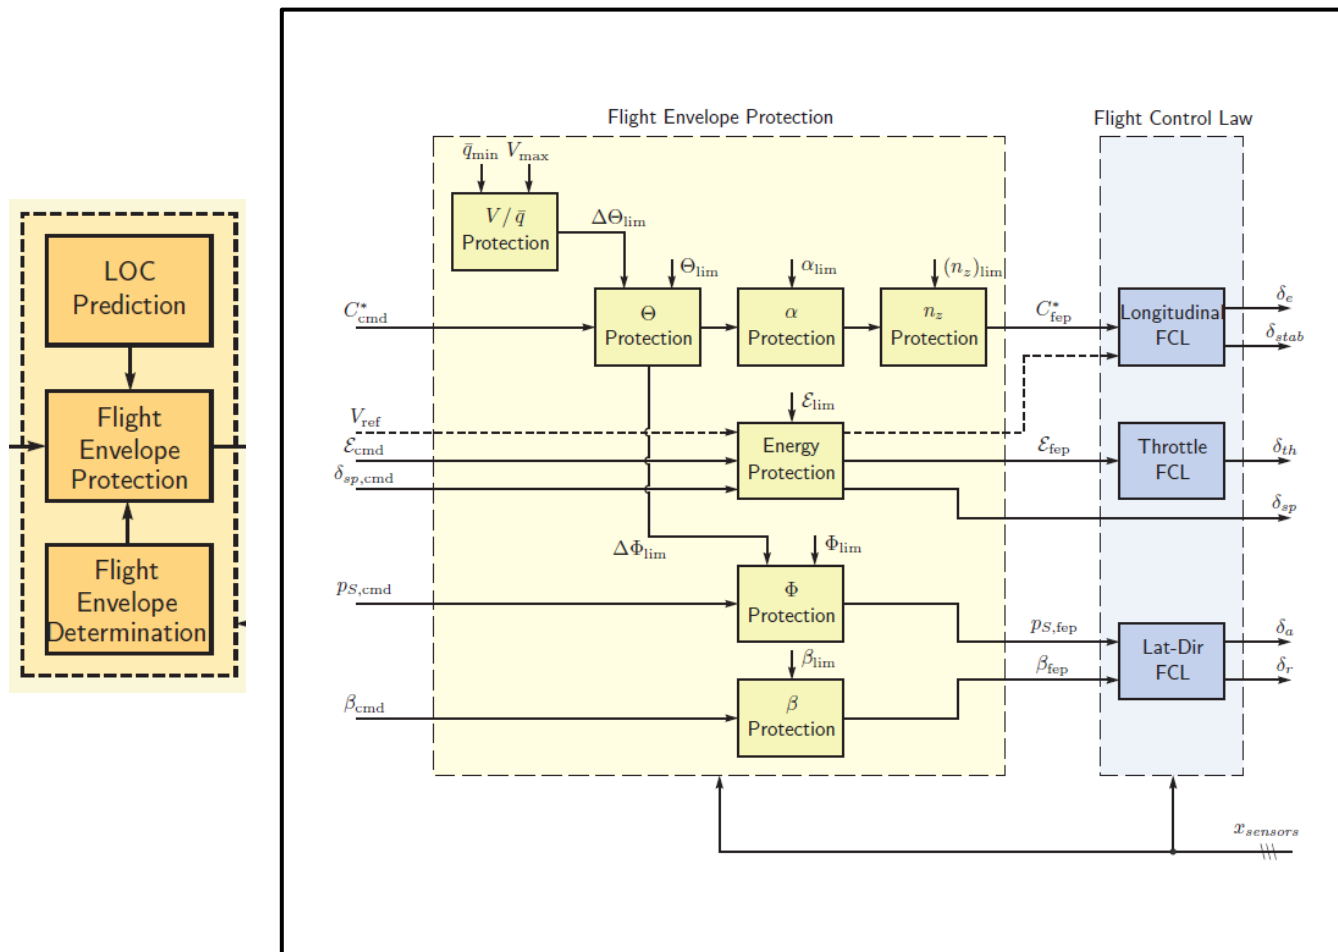 LOC
Prediction
Flight
Envelope
Protection
Flight
Envelope
Determination
Flight Envelope Protection
Flight Control Law
q̄min Vmax
V / q̄
Protection
ΔΘlim
Θlim
αlim
(nz)lim
C*cmd
Θ
Protection
α
Protection
nz
Protection
C*fep
Longitudinal
FCL
δe
δstab
Vref
Ɛcmd
δsp,cmd
Ɛlim
Energy
Protection
Ɛfep
Throttle
FCL
δth
δsp
ΔΦlim
Φlim
pS,cmd
Φ
Protection
pS,fep
βlim
βfep
Lat-Dir
FCL
δa
δr
βcmd
β
Protection
xsensors